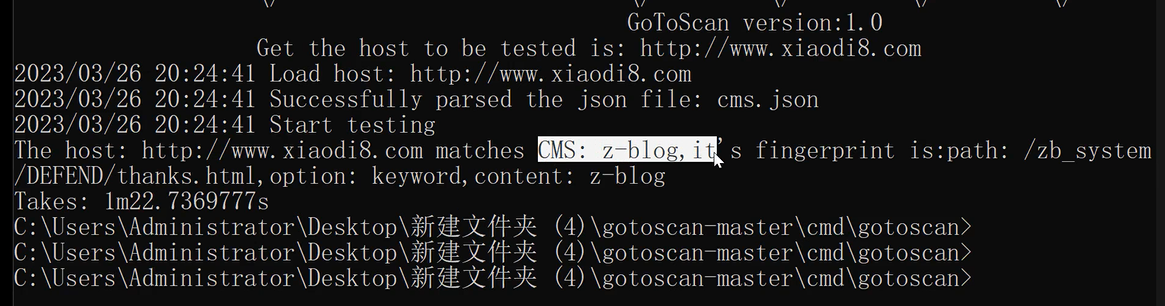 GoToScan version:1.0
Get the host to be tested is: http://www.xiaodi8.com
2023/03/26 20:24:41 Load host: http://www.xiaodi8.com
2023/03/26 20:24:41 Successfully parsed the json file: cms.json
2023/03/26 20:24:41 Start testing
The host: http://www.xiaodi8.com matches CMS: z-blog,it's fingerprint is:path: /zb_system
/DEFEND/thanks.html,option: keyword,content: z-blog
Takes: 1m22.7369777s
C:\Users\Administrator\Desktop\新建文件夹 (4)\gotoscan-master\cmd\gotoscan>
C:\Users\Administrator\Desktop\新建文件夹 (4)\gotoscan-master\cmd\gotoscan>
C:\Users\Administrator\Desktop\新建文件夹 (4)\gotoscan-master\cmd\gotoscan>